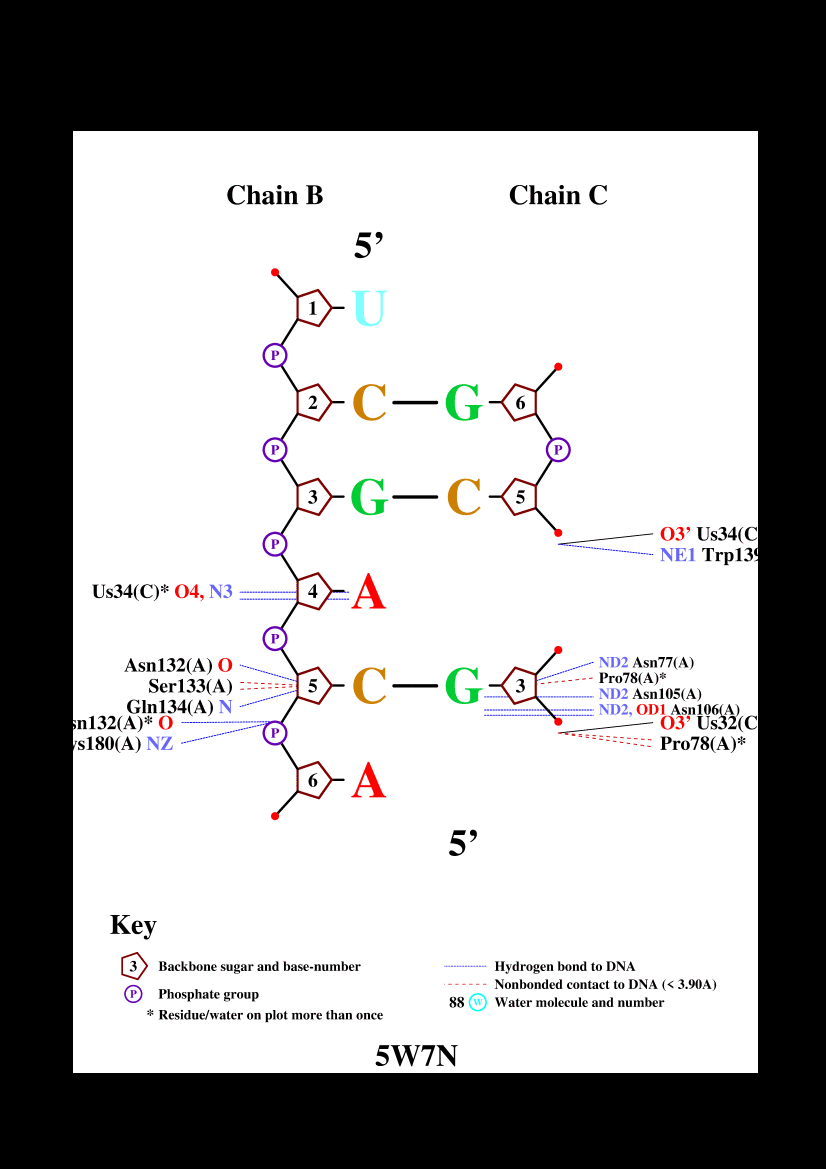 Chain B Chain C
5’
1 U
P
2 C G 6
P P
3 G C 5
O3’ Us34(C
P NE1 Trp139
Us34(C)* O4, N3 4 A
P
Asn132(A) O ND2 Asn77(A)
Ser133(A) 5 C G 3 Pro78(A)*
Gln134(A) N ND2 Asn105(A)
ND2, OD1 Asn106(A)
sn132(A)* O O3’ Us32(C
ys180(A) NZ P Pro78(A)*
6 A
5’
Key
3 Backbone sugar and base-number Hydrogen bond to DNA
Nonbonded contact to DNA (< 3.90A)
P Phosphate group 88 W Water molecule and number
* Residue/water on plot more than once
5W7N